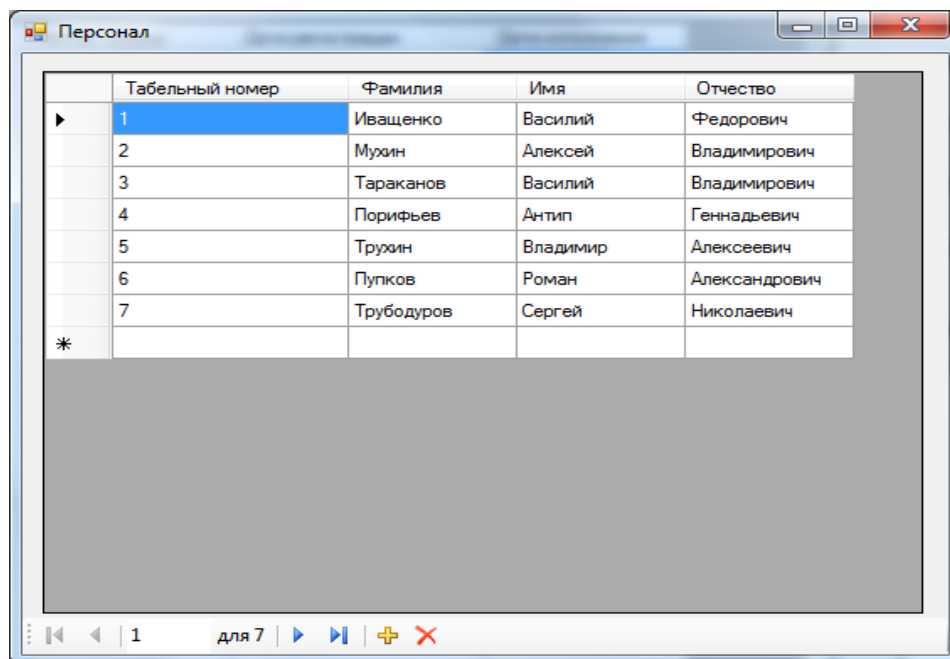 Персонал
Табельный номер Фамилия Имя Отчество
1 Иващенко Василий Федорович
2 Мухин Алексей Владимирович
3 Тараканов Василий Владимирович
4 Порифьев Антип Геннадьевич
5 Трухин Владимир Алексеевич
6 Пупков Роман Александрович
7 Трубодуров Сергей Николаевич
1 для 7